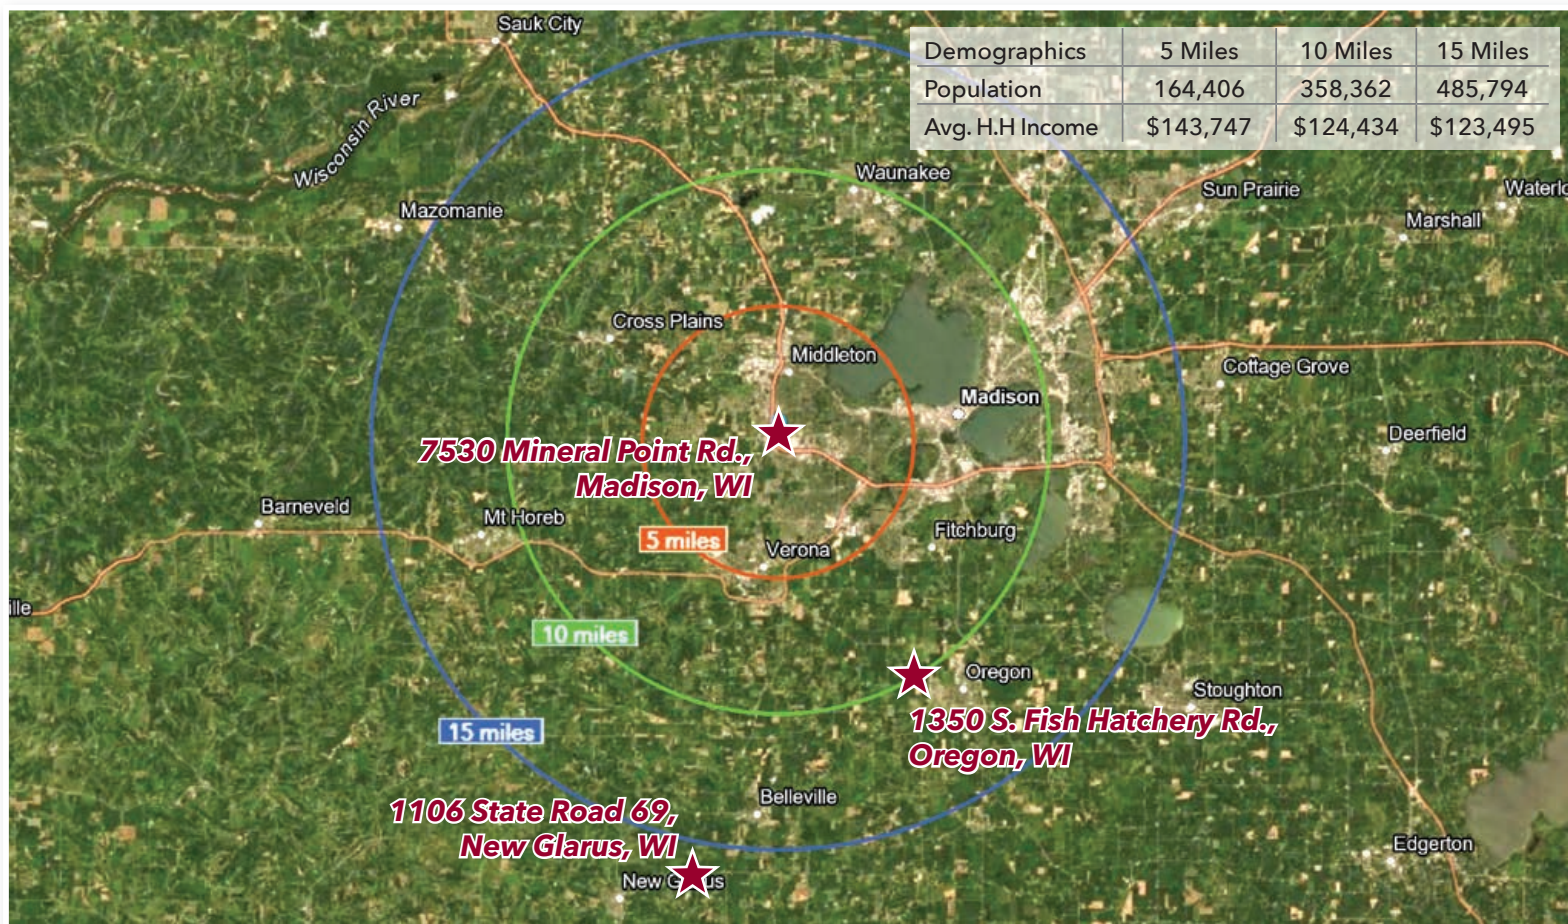 Sauk City
Demographics 5 Miles 10 Miles 15 Miles
Population 164,406 358,362 485,794
Avg. H.H Income $143,747 $124,434 $123,495
Wisconsin River
Waunakee
Sun Prairie
Mazomanie
Marshall
Cross Plains
Middleton
Cottage Grove
Madison
7530 Mineral Point Rd.,
Madison, WI
Deerfield
Barneveld
Mt Horeb
Fitchburg
5 miles
Verona
10 miles
Oregon
Stoughton
1350 S. Fish Hatchery Rd.,
Oregon, WI
15 miles
Belleville
1106 State Road 69,
New Glarus, WI
Edgerton
New Glarus